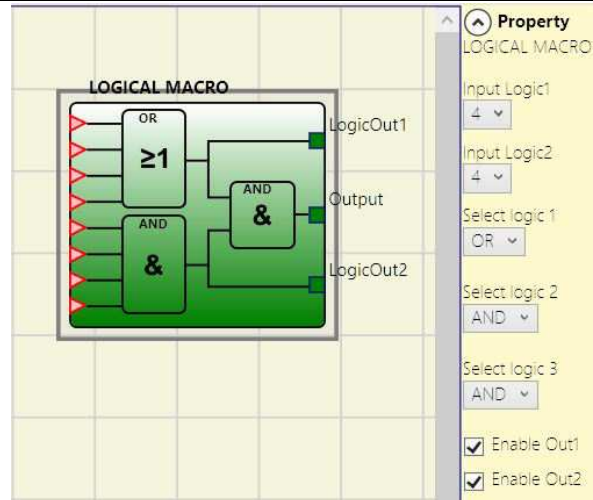 LOGICAL MACRO
OR
≥1
AND
&
AND
&
LogicOut1
Output
LogicOut2
Property
LOGICAL MACRO
Input Logic1
4
Input Logic2
4
Select logic 1
OR
Select logic 2
AND
Select logic 3
AND
Enable Out1
Enable Out2